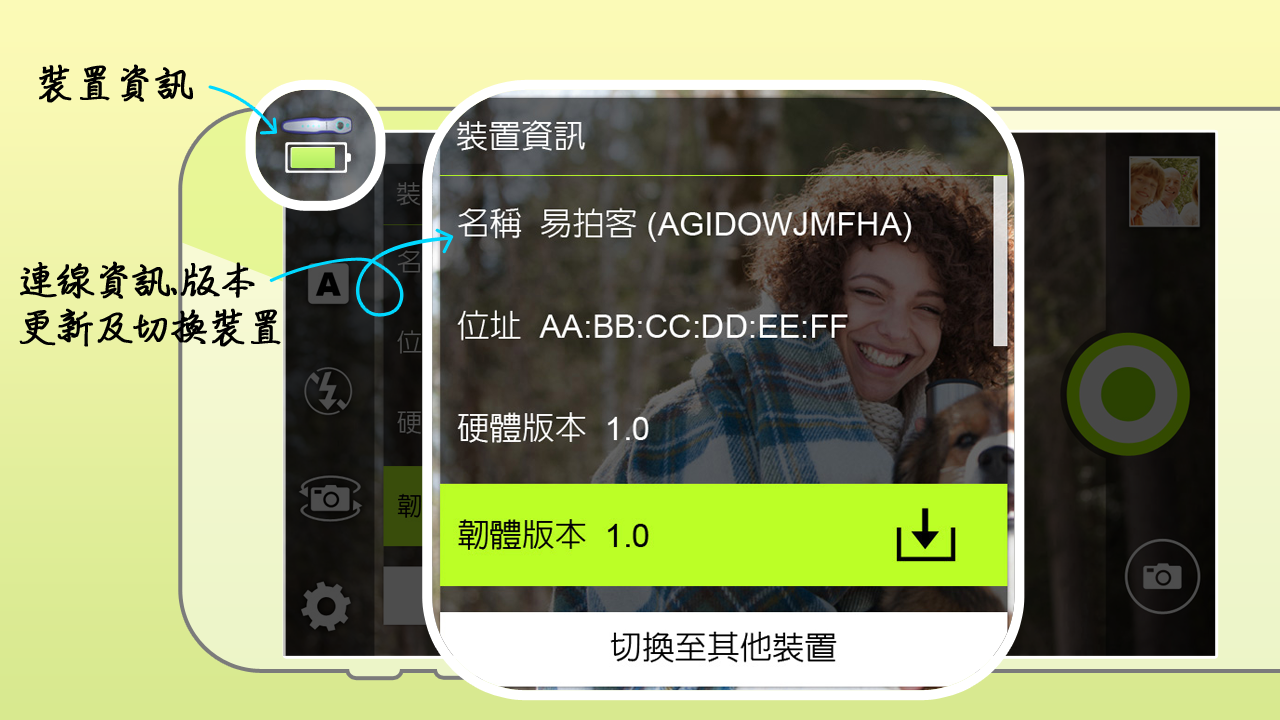 裝置資訊
連線資訊、版本
更新及切換裝置
A
裝
名
位
硬
韌
裝置資訊
名稱 易拍客 (AGIDOWJMFHA)
位址 AA:BB:CC:DD:EE:FF
硬體版本 1.0
韌體版本 1.0
切換至其他裝置